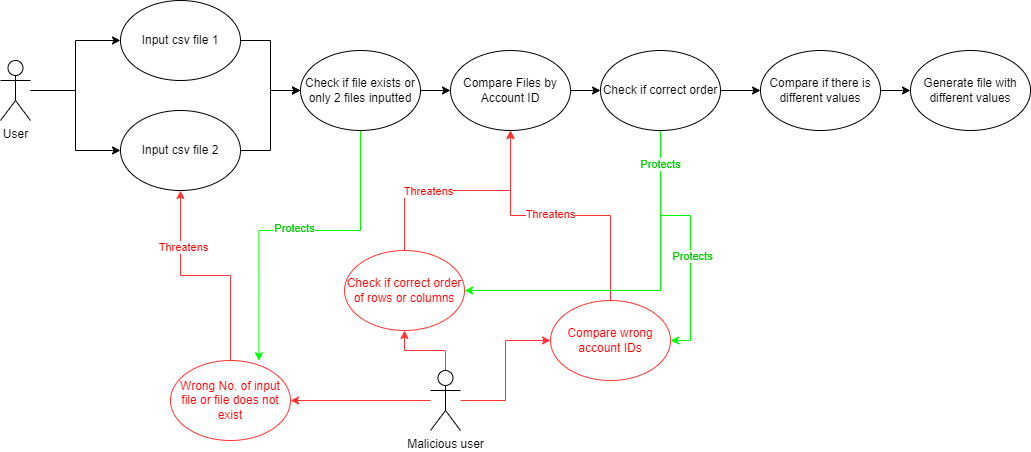 Input csv file 1
Check if file exists or
only 2 files inputted
Compare Files by
Account ID
Check if correct order
Compare if there is
different values
Generate file with
different values
User
Input csv file 2
Protects
Threatens
Threatens
Protects
Threatens
Protects
Check if correct order
of rows or columns
Compare wrong
account IDs
Wrong No. of input
file or file does not
exist
Malicious user